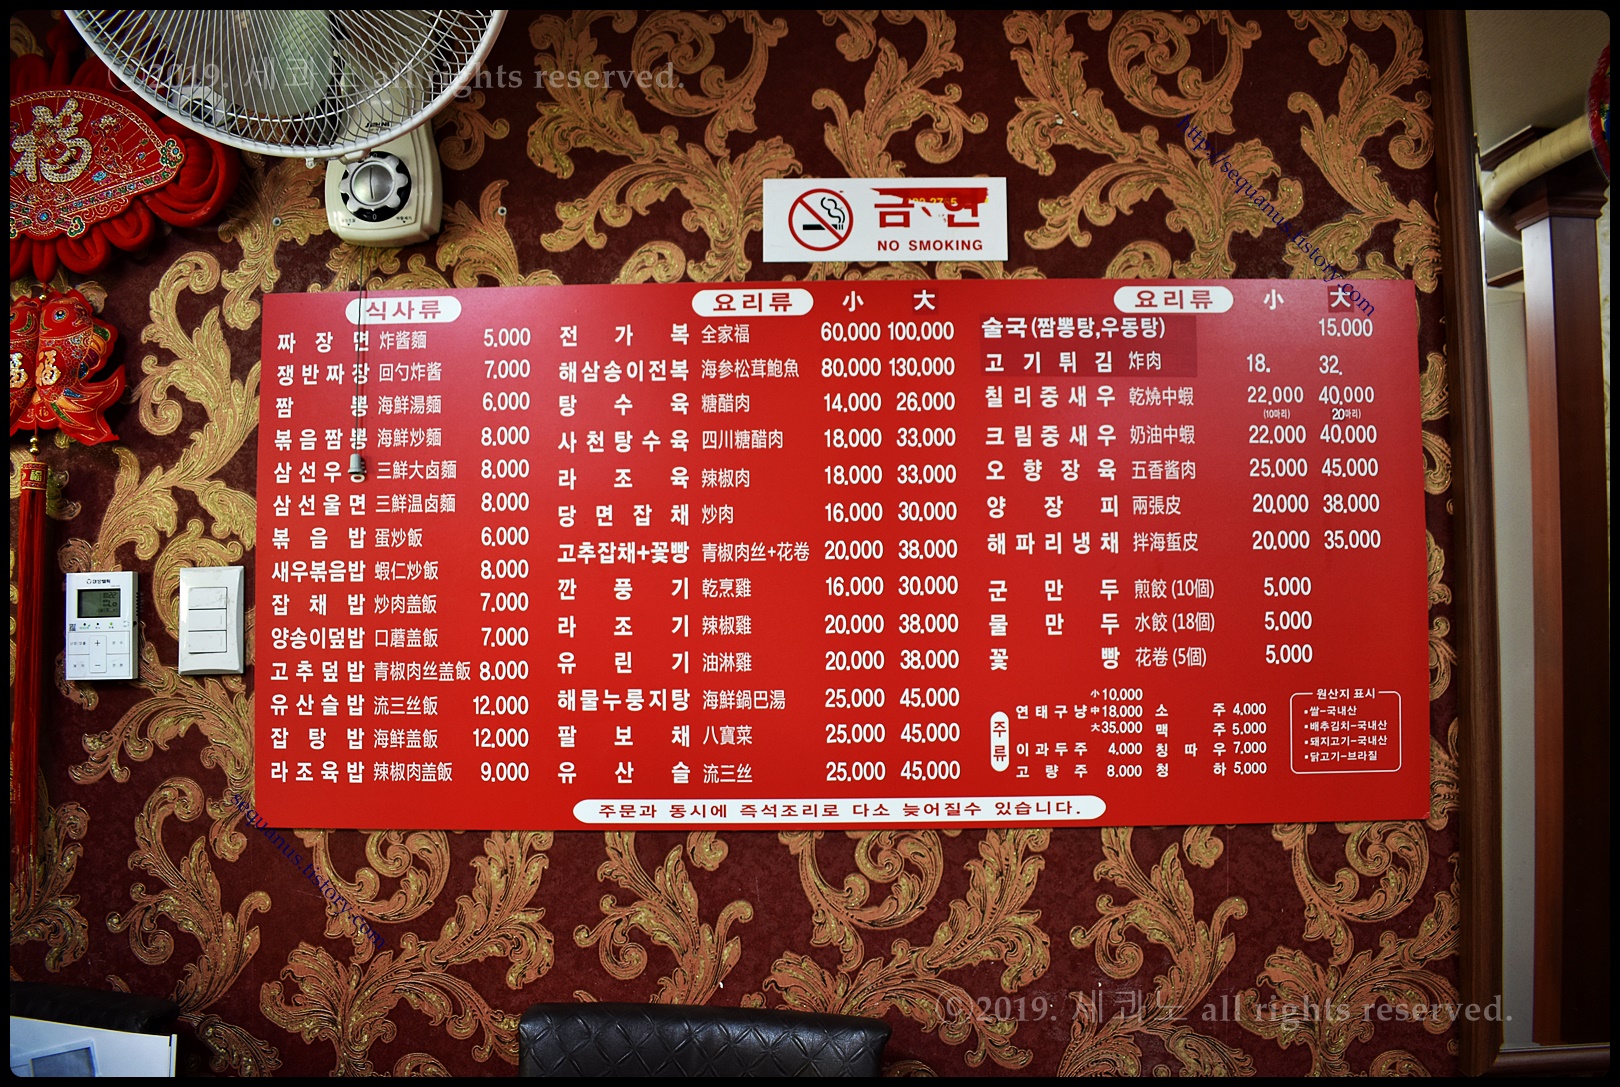 ©2019. 세콰노 all rights reserved.
http://sequanus.tistory.com
福
福 福
금연
NO SMOKING
식사류
짜장면 炸酱麵 5.000
쟁반짜장 回勺炸酱 7.000
짬뽕 海鮮湯麵 6.000
볶음짬뽕 海鮮炒麵 8.000
삼선우동 三鮮大卤麵 8.000
삼선울면 三鮮温卤麵 8.000
볶음밥 蛋炒飯 6.000
새우볶음밥 蝦仁炒飯 8.000
잡채밥 炒肉盖飯 7.000
양송이덮밥 口蘑盖飯 7.000
고추덮밥 青椒肉丝盖飯 8.000
유산슬밥 流三丝飯 12.000
잡탕밥 海鮮盖飯 12.000
라조육밥 辣椒肉盖飯 9.000
요리류 小 大
전가복 全家福 60.000 100.000
해삼송이전복 海参松茸鮑魚 80.000 130.000
탕수육 糖醋肉 14.000 26.000
사천탕수육 四川糖醋肉 18.000 33.000
라조육 辣椒肉 18.000 33.000
당면잡채 炒肉 16.000 30.000
고추잡채+꽃빵 青椒肉丝+花卷 20.000 38.000
깐풍기 乾烹雞 16.000 30.000
라조기 辣椒雞 20.000 38.000
유린기 油淋雞 20.000 38.000
해물누룽지탕 海鮮鍋巴湯 25.000 45.000
팔보채 八寶菜 25.000 45.000
유산슬 流三丝 25.000 45.000
요리류 小 大
술국(짬뽕탕,우동탕) 15.000
고기튀김 炸肉 18. 32.
칠리중새우 乾燒中蝦 22.000 40.000
(10마리) 20마리)
크림중새우 奶油中蝦 22.000 40.000
오향장육 五香酱肉 25.000 45.000
양장피 兩張皮 20.000 38.000
해파리냉채 拌海蜇皮 20.000 35.000
군만두 煎餃 (10個) 5.000
물만두 水餃 (18個) 5.000
꽃빵 花卷 (5個) 5.000
주류
小 10,000
연태구냥 中 18,000 소주 4.000
大 35,000 맥주 5.000
이과두주 4.000 칭따우 7.000
고량주 8.000 청하 5.000
원산지 표시
•쌀-국내산
•배추김치-국내산
•돼지고기-국내산
•닭고기-브라질
주문과 동시에 즉석조리로 다소 늦어질수 있습니다.
sequanus.tistory.com
©2019. 세콰노 all rights reserved.